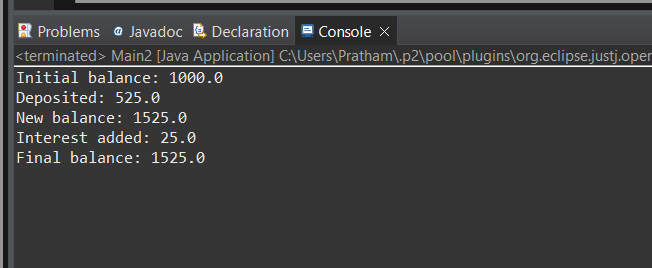 Problems Javadoc Declaration Console
<terminated> Main2 [Java Application] C:\Users\Pratham\.p2\pool\plugins\org.eclipse.justj.oper
Initial balance: 1000.0
Deposited: 525.0
New balance: 1525.0
Interest added: 25.0
Final balance: 1525.0